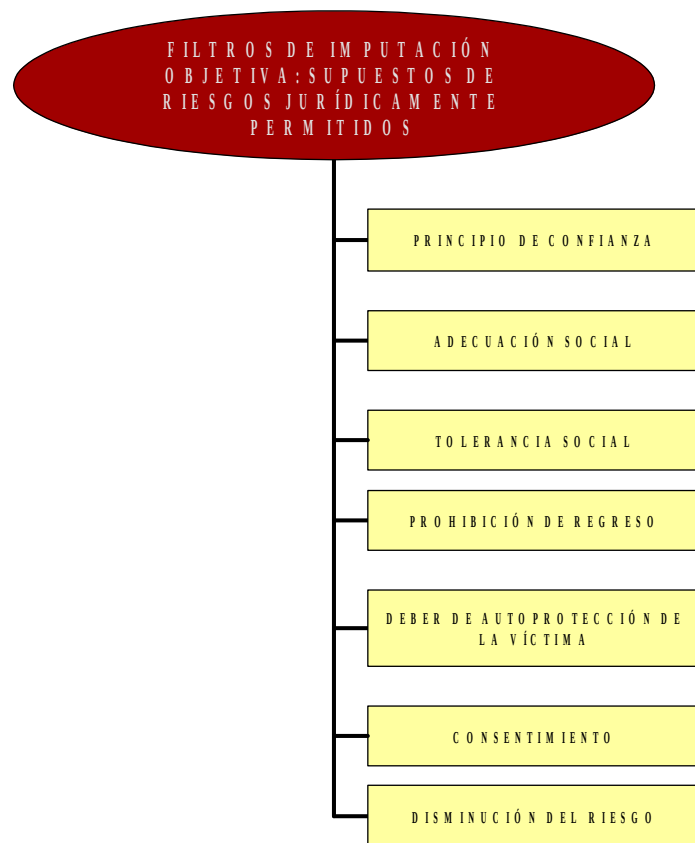 FILTROS DE IMPUTACIÓN
OBJETIVA: SUPUESTOS DE
RIESGOS JURÍDICAMENTE
PERMITIDOS
PRINCIPIO DE CONFIANZA
ADECUACIÓN SOCIAL
TOLERANCIA SOCIAL
PROHIBICIÓN DE REGRESO
DEBER DE AUTOPROTECCIÓN DE
LA VÍCTIMA
CONSENTIMIENTO
DISMINUCIÓN DEL RIESGO